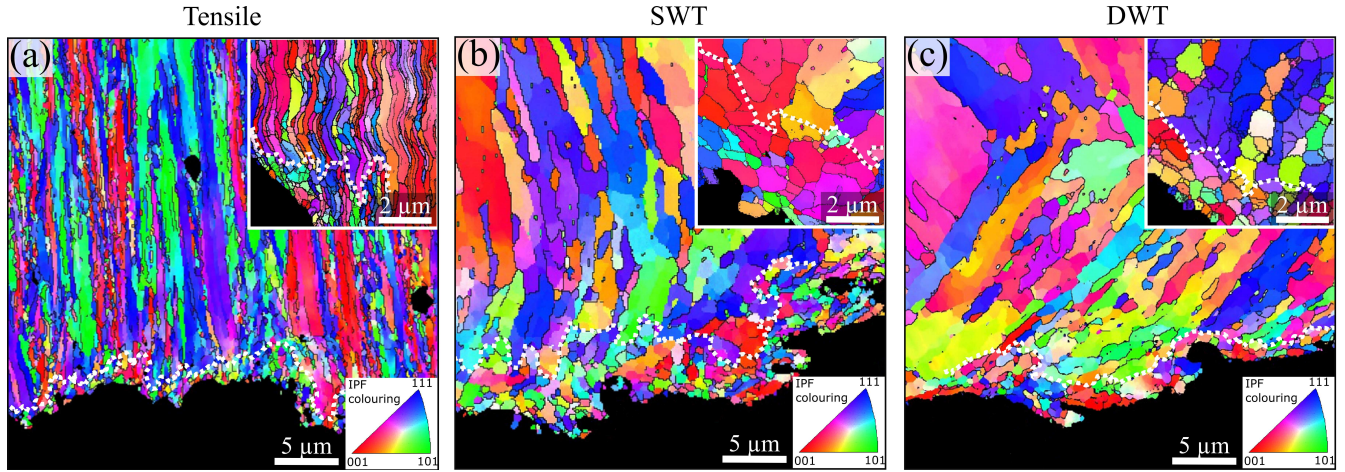 Tensile
SWT
DWT
(a)
2 µm
IPF
111
colouring
001
101
5 µm
(b)
2 µm
IPF
111
colouring
001
101
5 µm
(c)
2 µm
IPF
111
colouring
001
101
5 µm